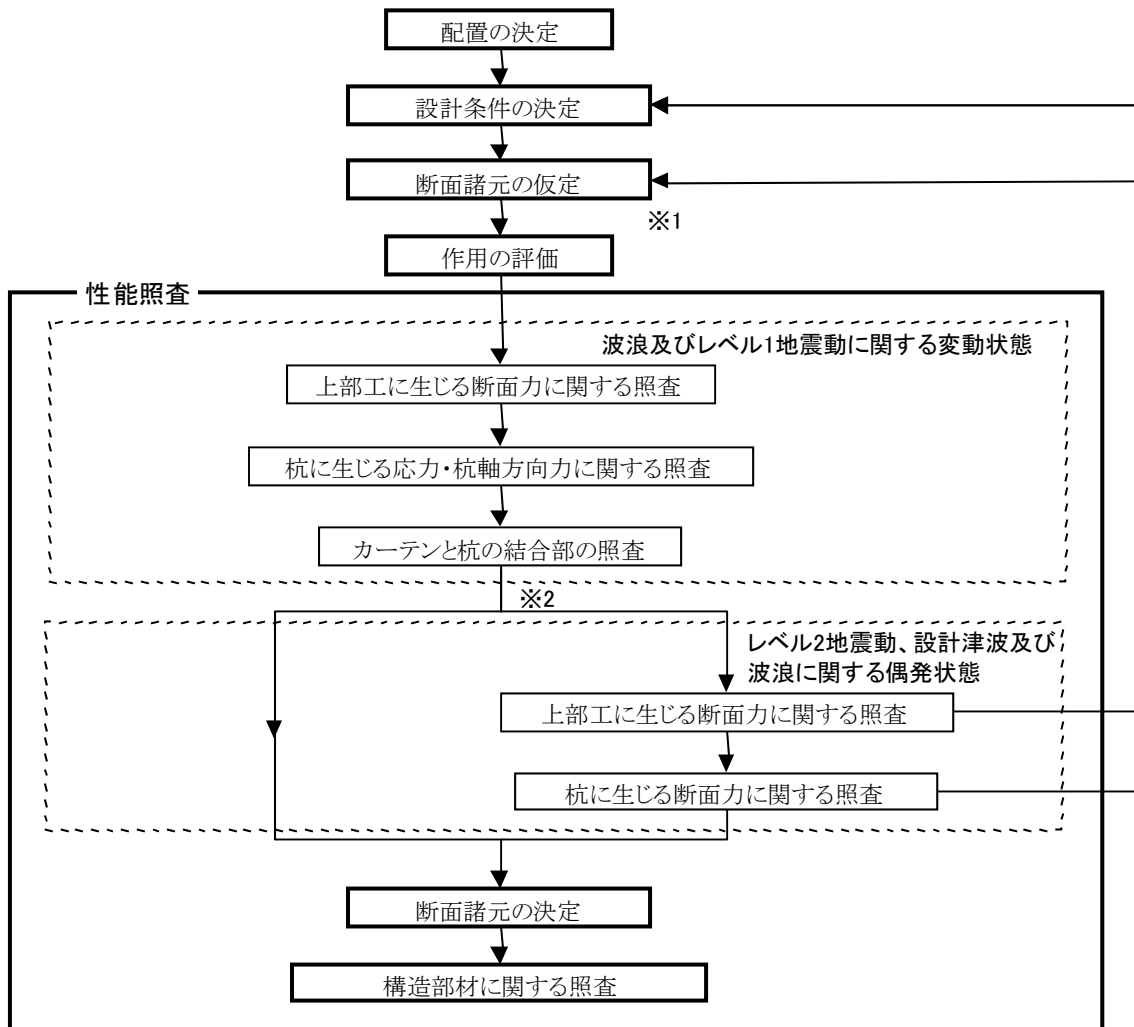 配置の決定
設計条件の決定
断面諸元の仮定
※1
作用の評価
性能照査
波浪及びレベル1地震動に関する変動状態
上部工に生じる断面力に関する照査
杭に生じる応力・杭軸方向力に関する照査
カーテンと杭の結合部の照査
※2
レベル2地震動、設計津波及び
波浪に関する偶発状態
上部工に生じる断面力に関する照査
杭に生じる断面力に関する照査
断面諸元の決定
構造部材に関する照査